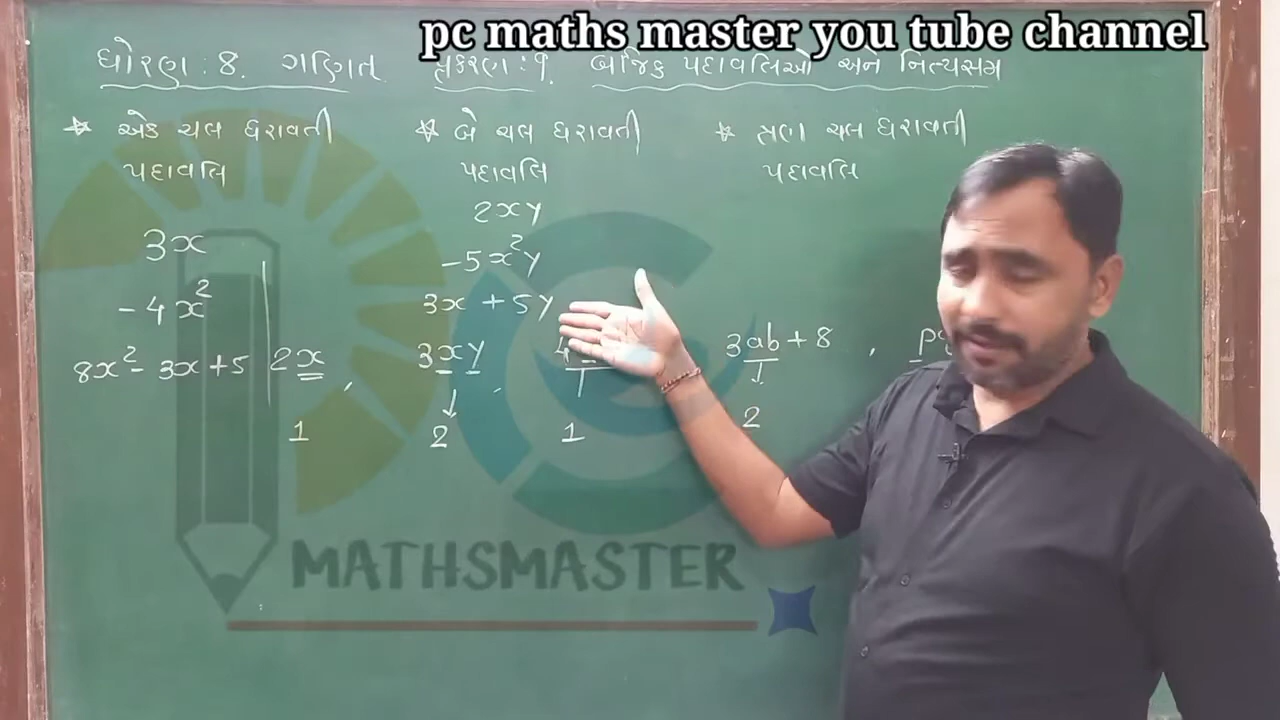 pc maths master you tube channel
ધોરણ : 8. ગણિત પ્રકરણ : ૧. બીજિક પદાવલિઓ અને નિત્યસમ
★ એક ચલ ધરાવતી
પદાવલિ
3x
-4x²
8x² - 3x + 5
★ બે ચલ ધરાવતી
પદાવલિ
2xy
-5x²y
3x + 5y
★ ત્રણ ચલ ધરાવતી
પદાવલિ
2x , 3xy , 3ab + 8 ,
1 2 1 2
MATHSMASTER